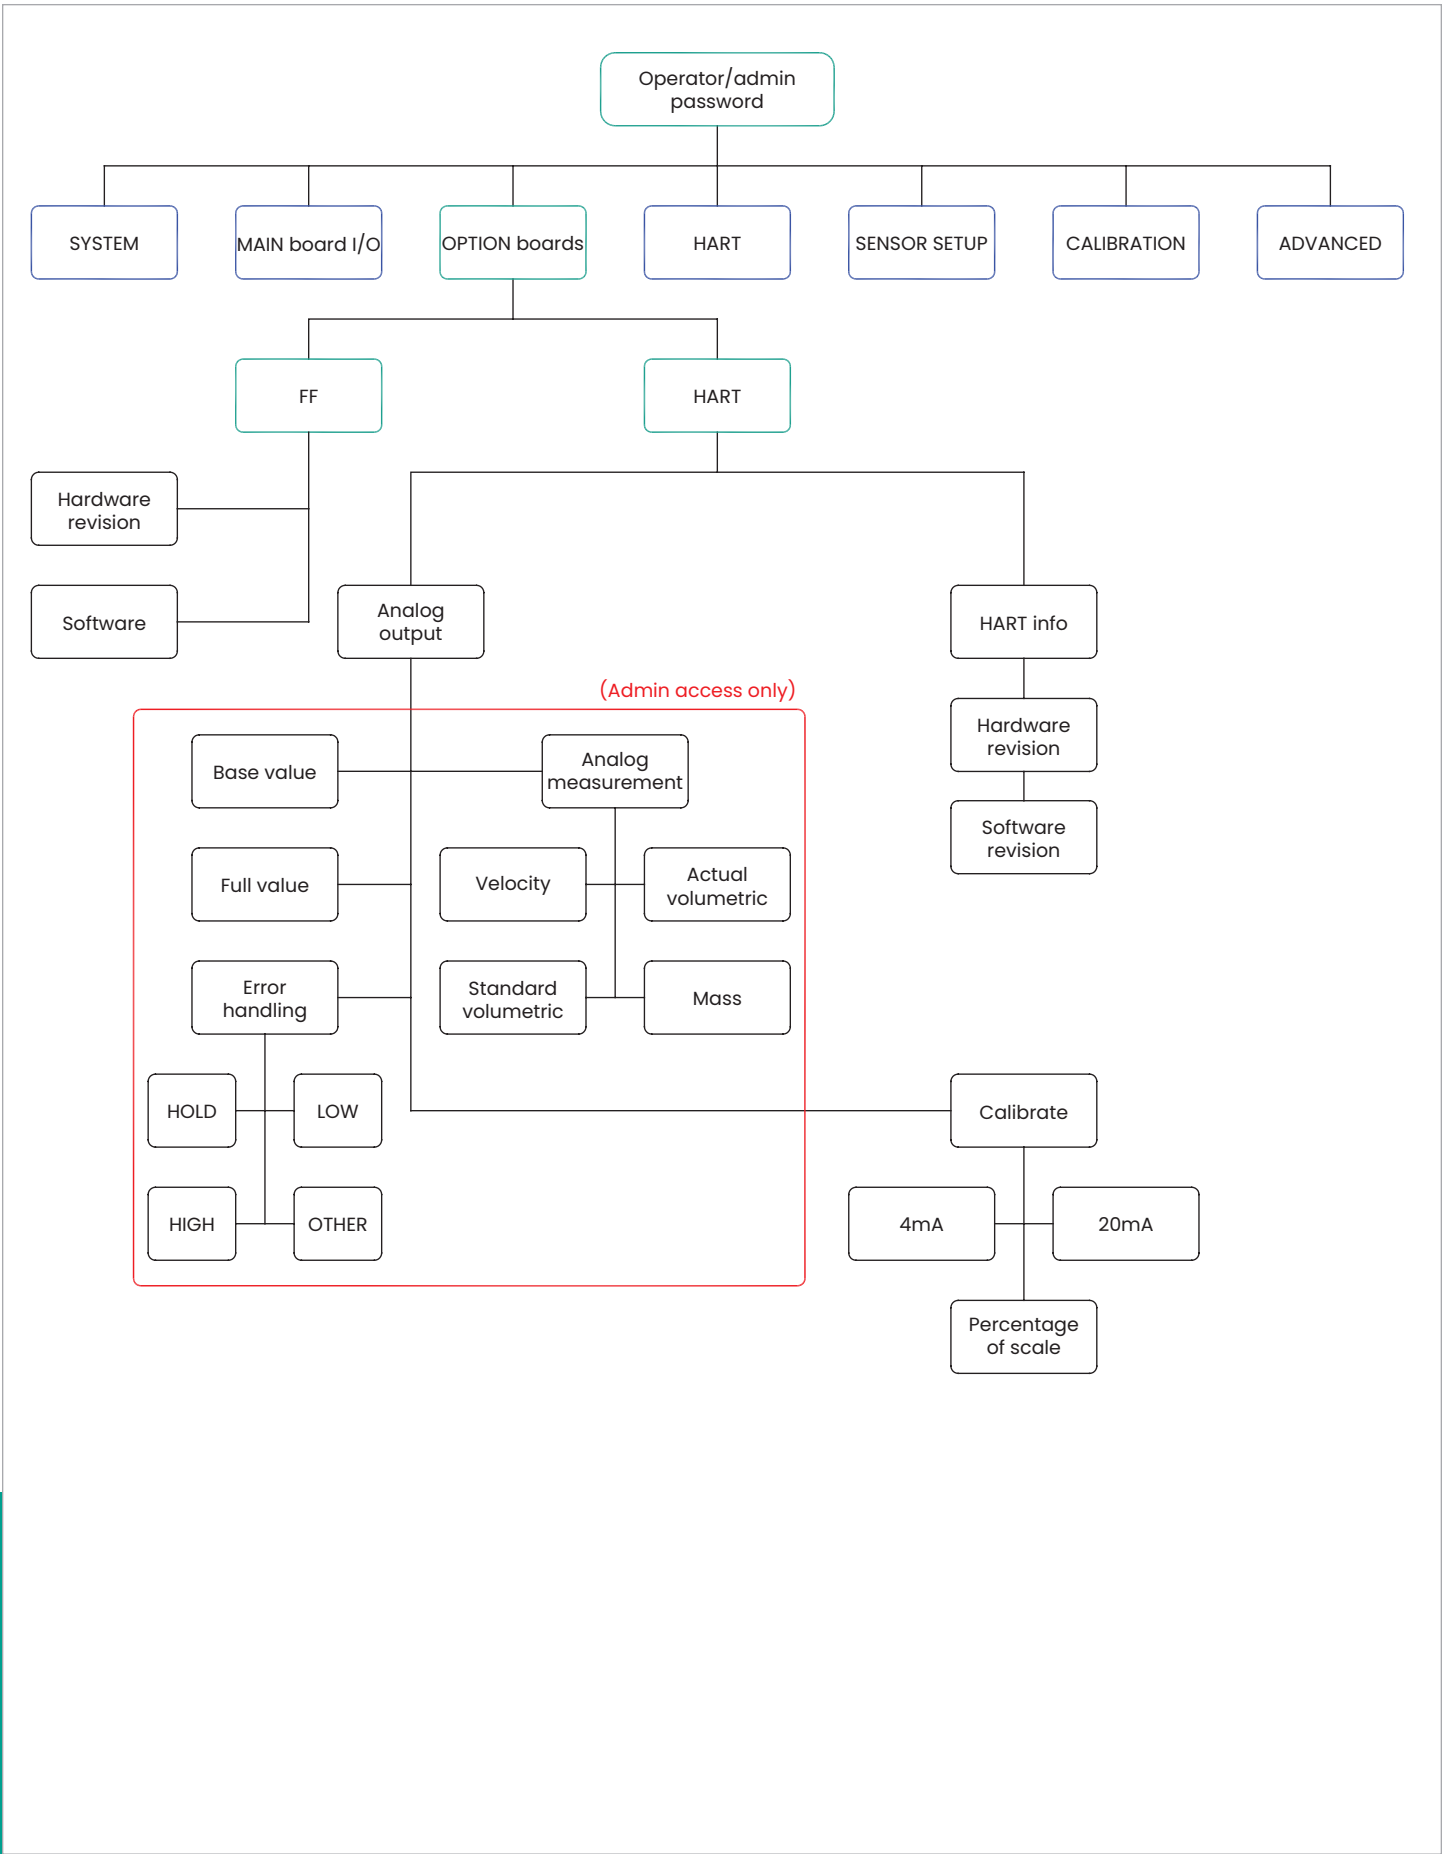 Operator/admin
password
SYSTEM
MAIN board I/O
OPTION boards
HART
SENSOR SETUP
CALIBRATION
ADVANCED
FF
HART
Hardware
revision
Software
Analog
output
HART info
(Admin access only)
Hardware
revision
Base value
Analog
measurement
Software
revision
Full value
Velocity
Actual
volumetric
Error
handling
Standard
volumetric
Mass
HOLD
LOW
Calibrate
HIGH
OTHER
4mA
20mA
Percentage
of scale